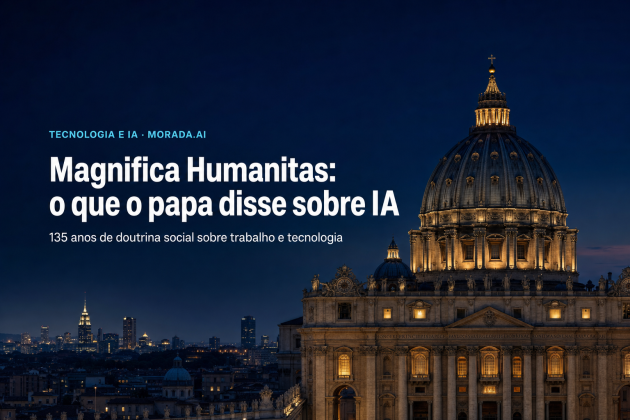 TECNOLOGIA E IA · MORADA.AI
Magnifica Humanitas:
o que o papa disse sobre IA
135 anos de doutrina social sobre trabalho e tecnologia